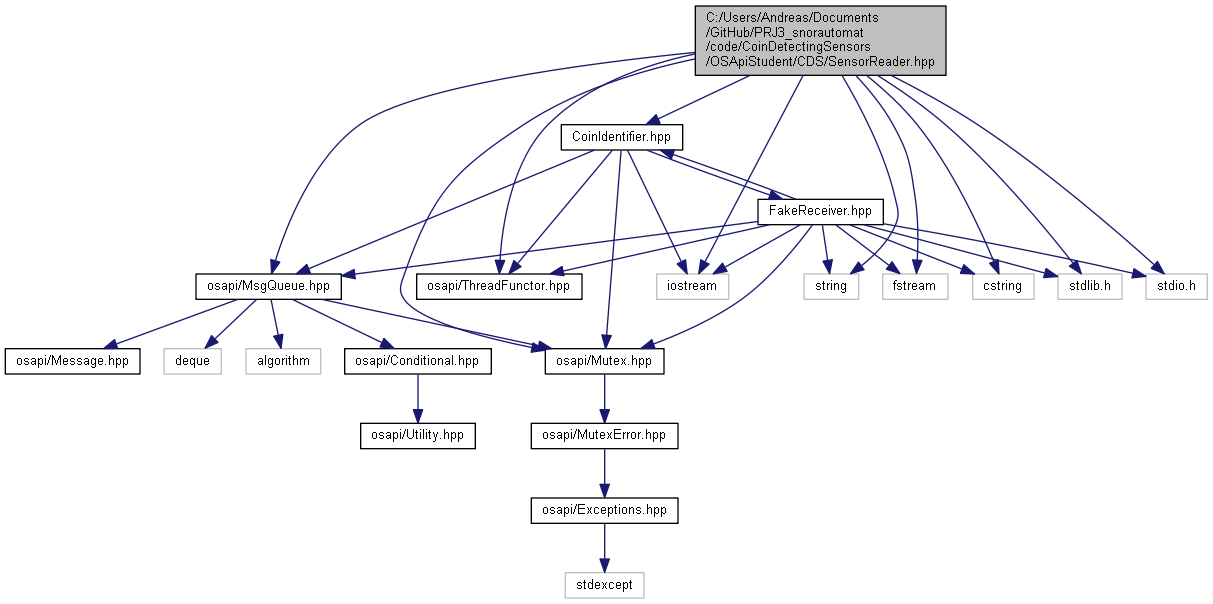 C:/Users/Andreas/Documents
/GitHub/PRJ3_snorautomat
/code/CoinDetectingSensors
/OSApiStudent/CDS/SensorReader.hpp
CoinIdentifier.hpp
FakeReceiver.hpp
osapi/MsgQueue.hpp
osapi/ThreadFunctor.hpp
iostream
string
fstream
cstring
stdlib.h
stdio.h
osapi/Message.hpp
deque
algorithm
osapi/Conditional.hpp
osapi/Mutex.hpp
osapi/Utility.hpp
osapi/MutexError.hpp
osapi/Exceptions.hpp
stdexcept